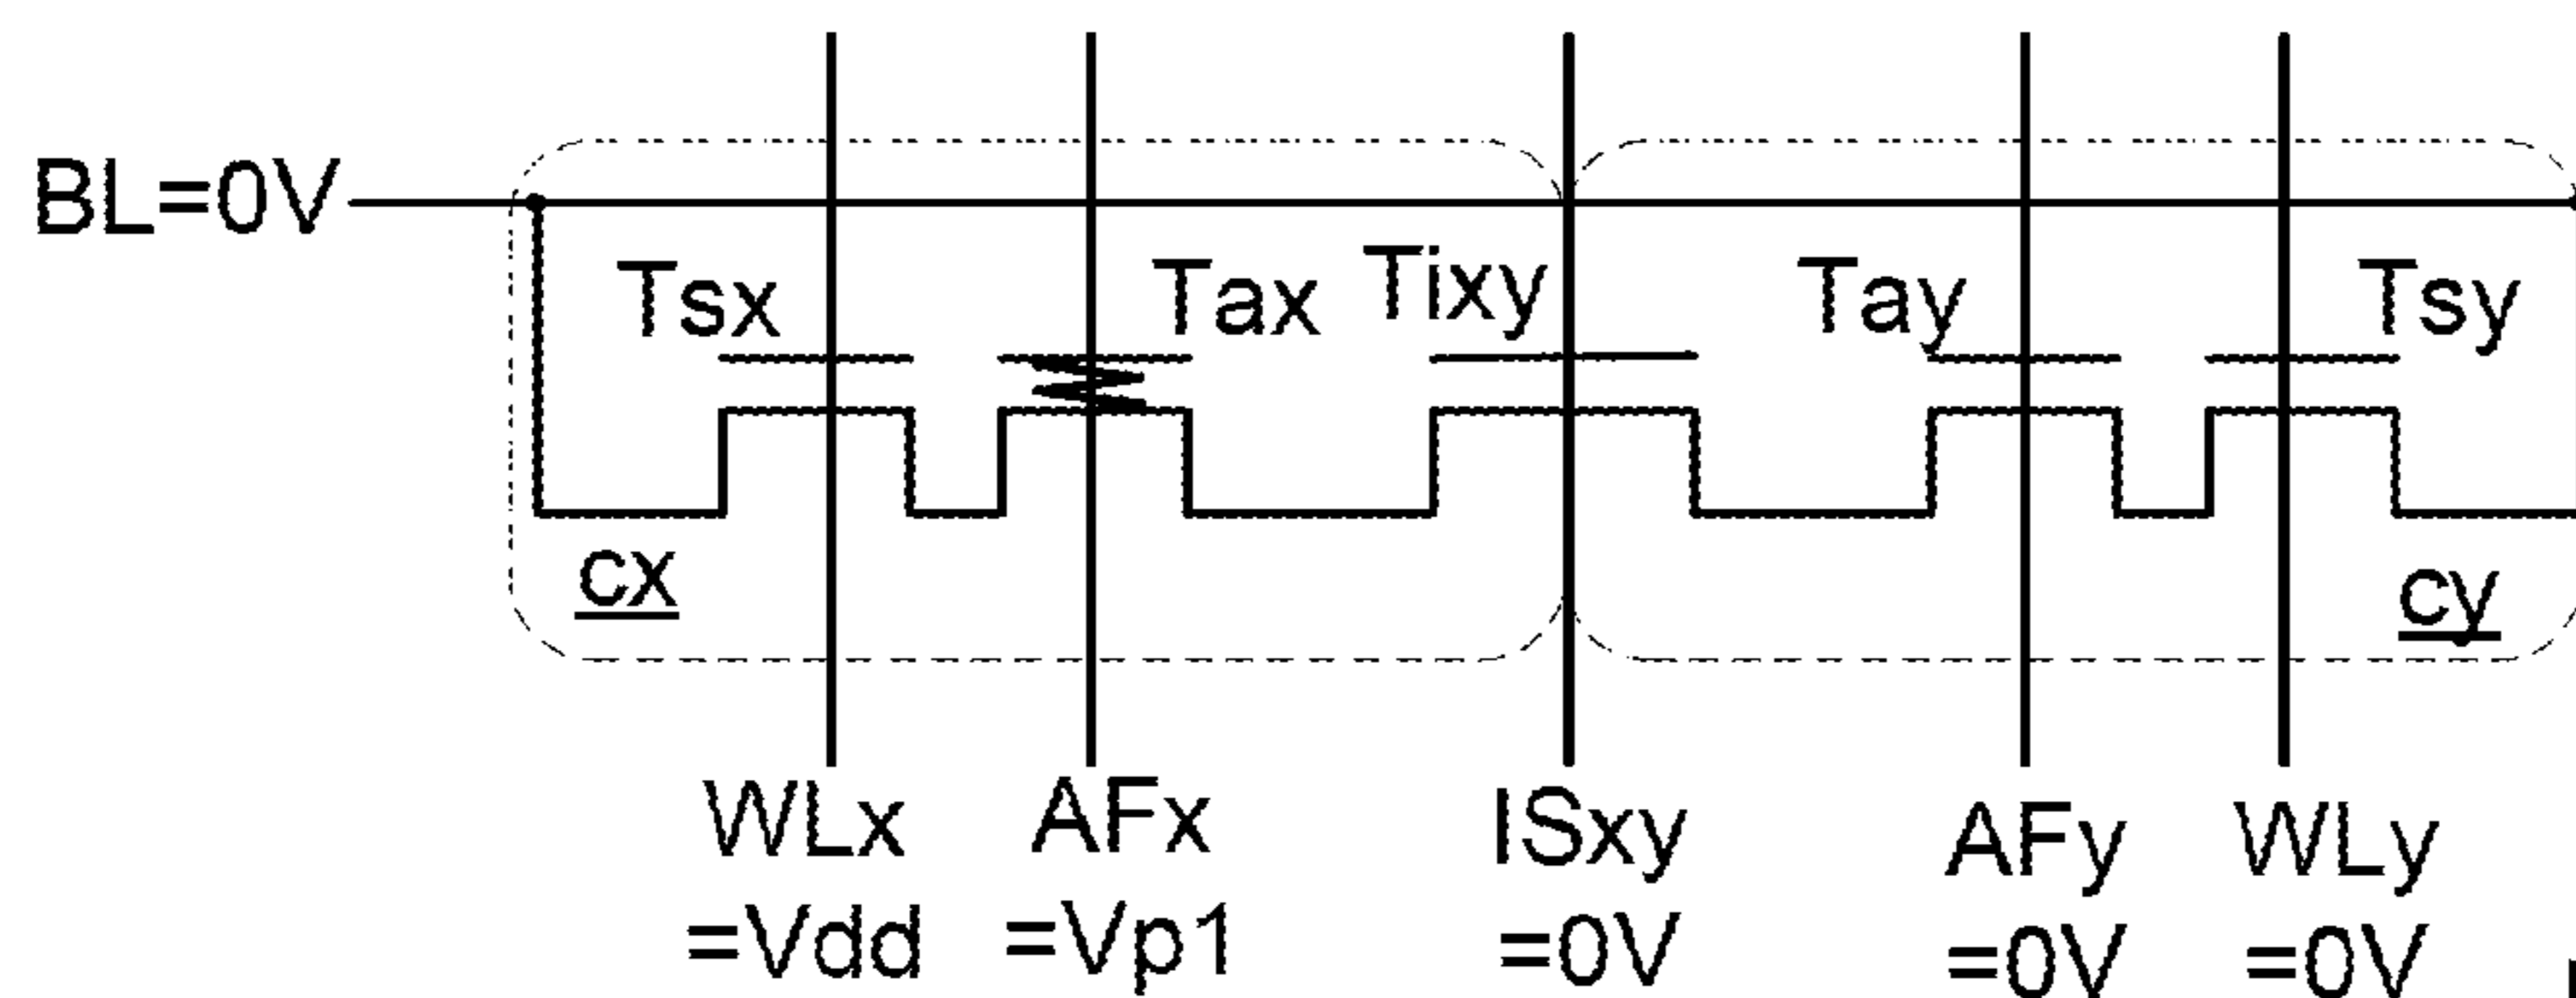 BL=0V
Tsx Tax Tixy Tay Tsy
cx cy
WLx AFx ISxy AFy WLy
=Vdd =Vp1 =0V =0V =0V